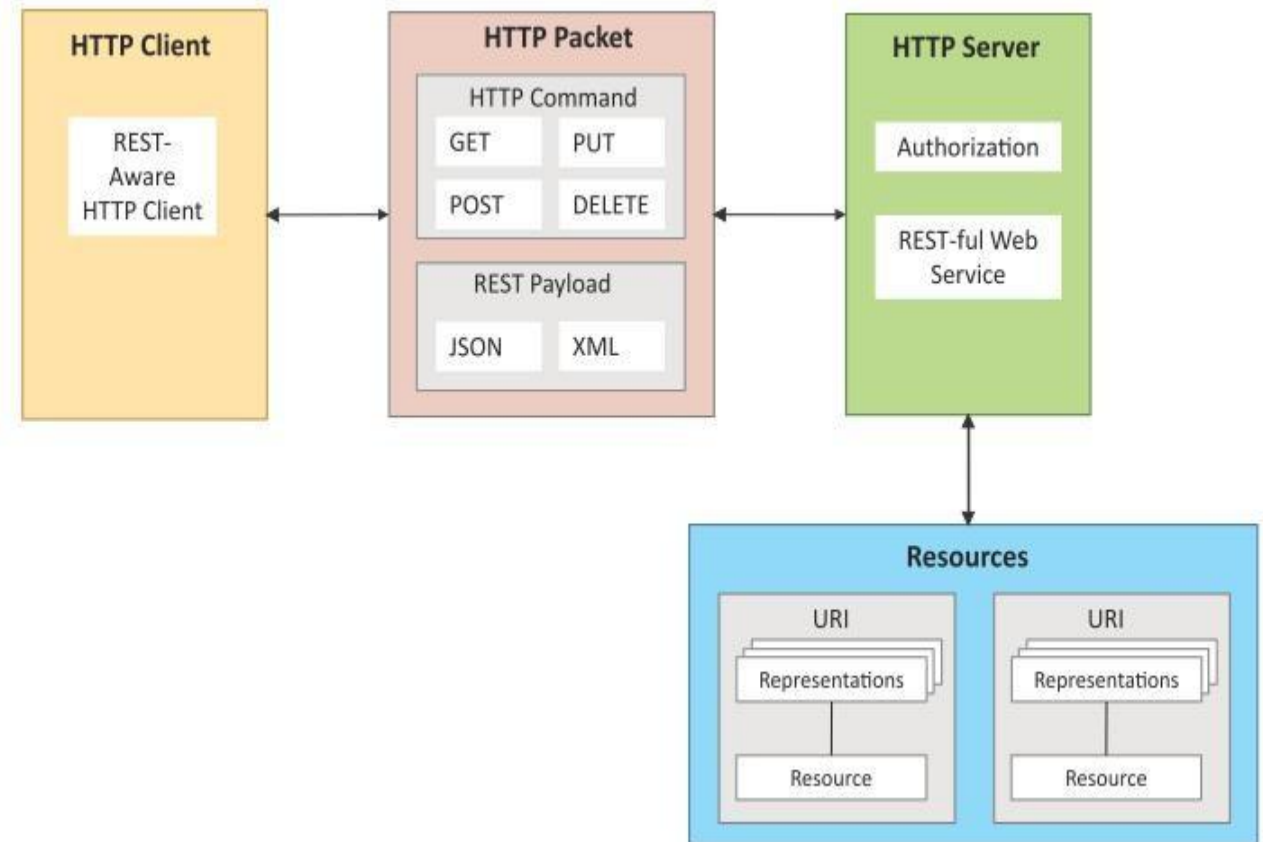 HTTP Client
REST-
Aware
HTTP Client
HTTP Packet
HTTP Command
GET
PUT
POST
DELETE
REST Payload
JSON
XML
HTTP Server
Authorization
REST-ful Web
Service
Resources
URI
Representations
Resource
URI
Representations
Resource